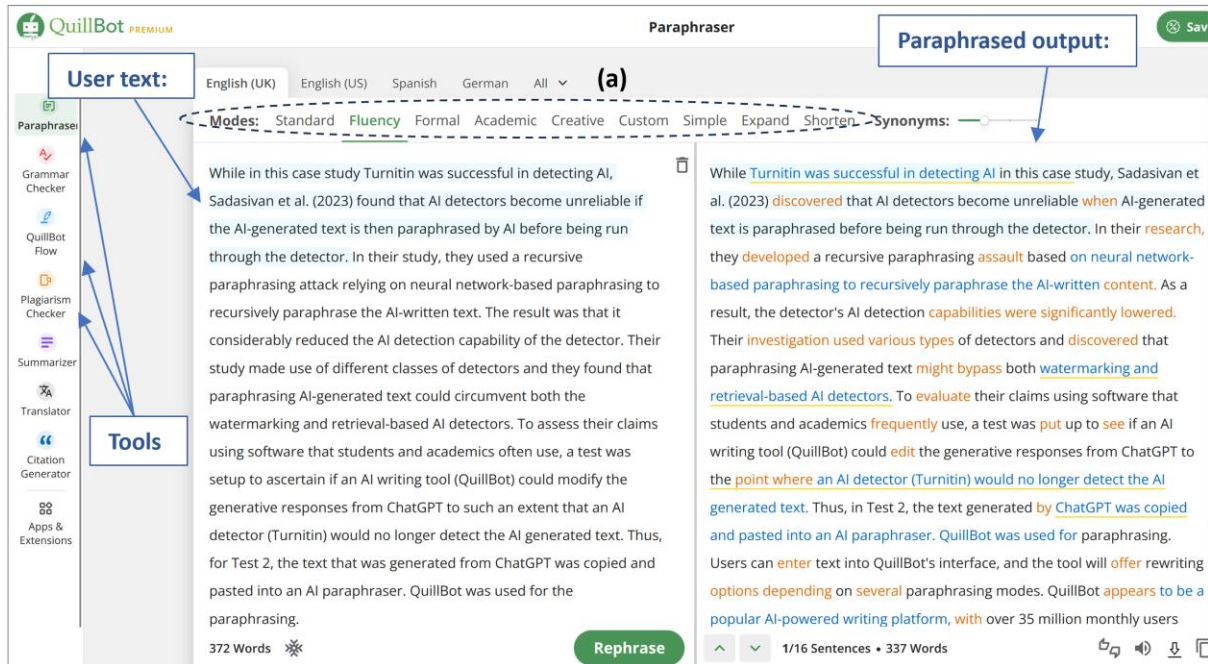 QuillBot PREMIUM
Paraphraser
Sav
User text:
Paraphrased output:
English (UK) English (US) Spanish German All (a)
Modes: Standard Fluency Formal Academic Creative Custom Simple Expand Shorten Synonyms:
Paraphraser
Grammar
Checker
QuillBot
Flow
Plagiarism
Checker
Summarizer
Translator
Citation
Generator
Apps &
Extensions
Tools
While in this case study Turnitin was successful in detecting AI,
Sadasivan et al. (2023) found that AI detectors become unreliable if
the AI-generated text is then paraphrased by AI before being run
through the detector. In their study, they used a recursive
paraphrasing attack relying on neural network-based paraphrasing to
recursively paraphrase the AI-written text. The result was that it
considerably reduced the AI detection capability of the detector. Their
study made use of different classes of detectors and they found that
paraphrasing AI-generated text could circumvent both the
watermarking and retrieval-based AI detectors. To assess their claims
using software that students and academics often use, a test was
setup to ascertain if an AI writing tool (QuillBot) could modify the
generative responses from ChatGPT to such an extent that an AI
detector (Turnitin) would no longer detect the AI generated text. Thus,
for Test 2, the text that was generated from ChatGPT was copied and
pasted into an AI paraphraser. QuillBot was used for the
paraphrasing.
372 Words
Rephrase
While Turnitin was successful in detecting AI in this case study, Sadasivan et
al. (2023) discovered that AI detectors become unreliable when AI-generated
text is paraphrased before being run through the detector. In their research,
they developed a recursive paraphrasing assault based on neural network-
based paraphrasing to recursively paraphrase the AI-written content. As a
result, the detector's AI detection capabilities were significantly lowered.
Their investigation used various types of detectors and discovered that
paraphrasing AI-generated text might bypass both watermarking and
retrieval-based AI detectors. To evaluate their claims using software that
students and academics frequently use, a test was put up to see if an AI
writing tool (QuillBot) could edit the generative responses from ChatGPT to
the point where an AI detector (Turnitin) would no longer detect the AI
generated text. Thus, in Test 2, the text generated by ChatGPT was copied
and pasted into an AI paraphraser. QuillBot was used for paraphrasing.
Users can enter text into QuillBot's interface, and the tool will offer rewriting
options depending on several paraphrasing modes. QuillBot appears to be a
popular AI-powered writing platform, with over 35 million monthly users
1/16 Sentences • 337 Words